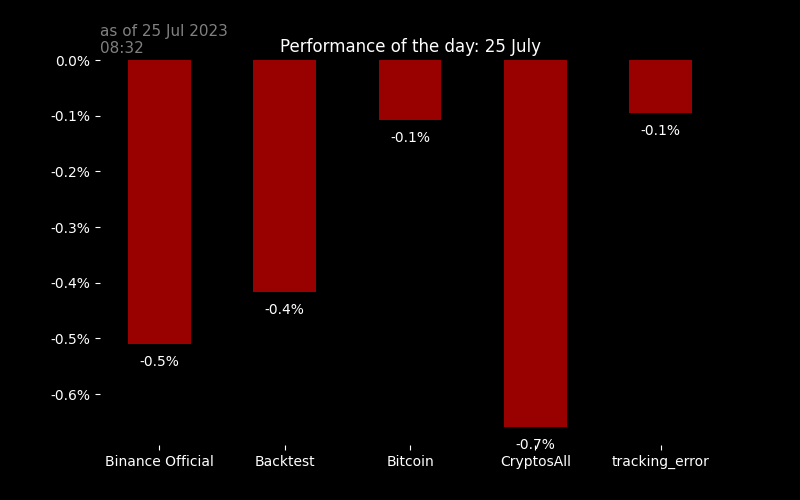 as of 25 Jul 2023
08:32
Performance of the day: 25 July
0.0%
-0.1%
-0.2%
-0.3%
-0.4%
-0.5%
-0.6%
-0.5%
-0.4%
-0.1%
-0.7%
-0.1%
Binance Official
Backtest
Bitcoin
CryptosAll
tracking_error